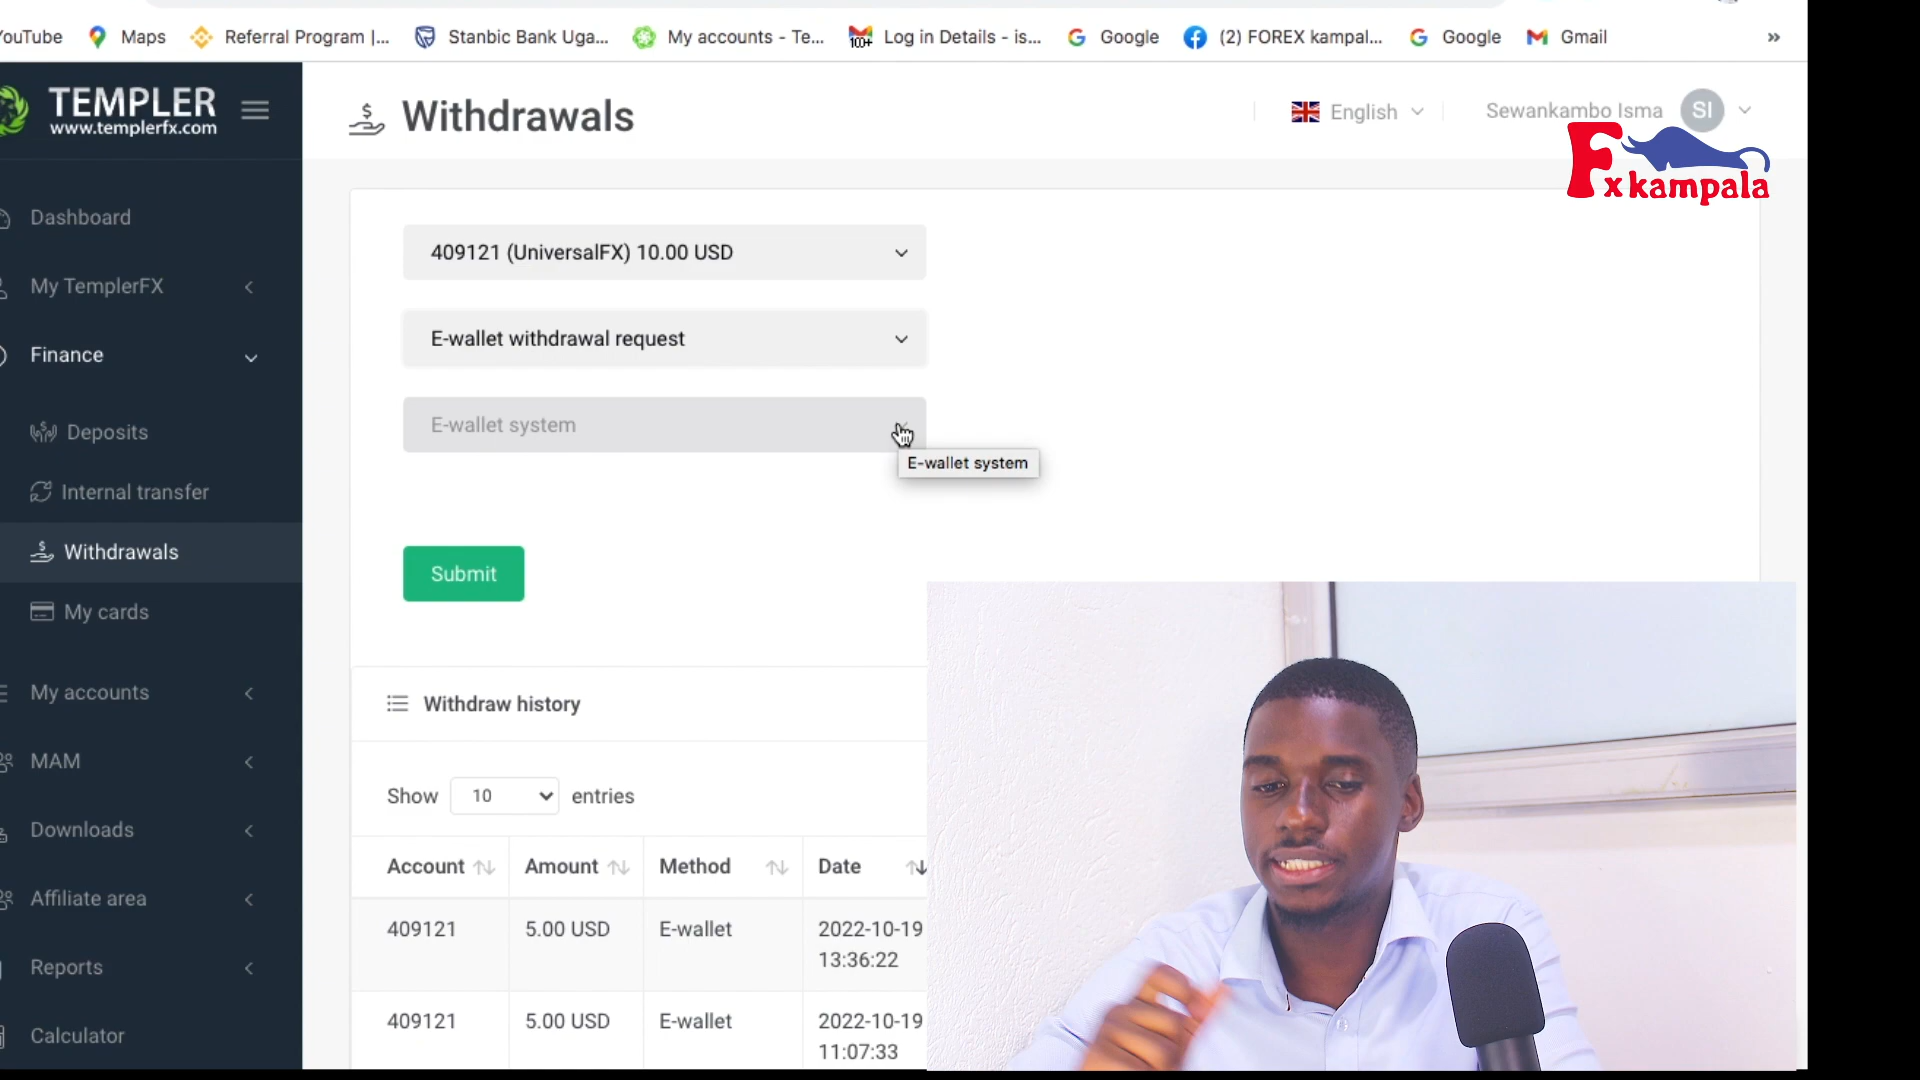 YouTube Maps Referral Program |... Stanbic Bank Uga... My accounts - Te... 100+ Log in Details - is... Google (2) FOREX kampal... Google Gmail »
TEMPLER
www.templerfx.com
Withdrawals
English
Sewankambo Isma SI
Fxkampala
Dashboard
My TemplerFX
Finance
Deposits
Internal transfer
Withdrawals
My cards
My accounts
MAM
Downloads
Affiliate area
Reports
Calculator
409121 (UniversalFX) 10.00 USD
E-wallet withdrawal request
E-wallet system
E-wallet system
Submit
Withdraw history
Show 10 entries
Account Amount Method Date
409121 5.00 USD E-wallet 2022-10-19
13:36:22
409121 5.00 USD E-wallet 2022-10-19
11:07:33